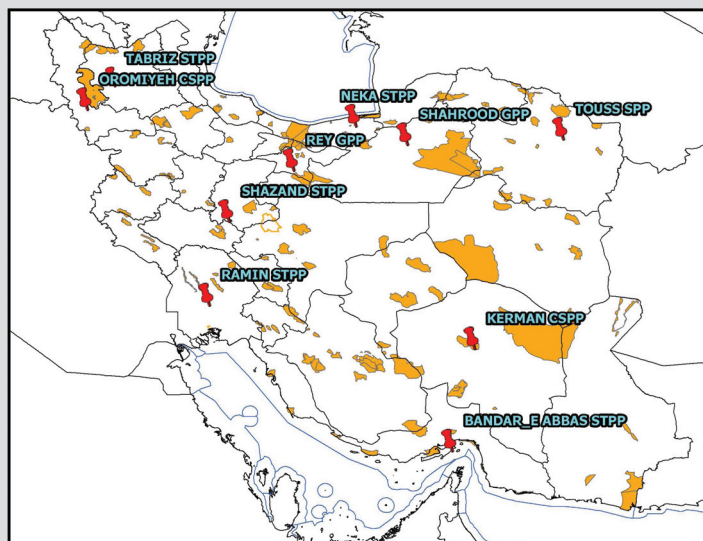 TABRIZ STPP
OROMIYEH CSPP
NEKA STPP
SHAHROOD GPP
TOUSS SPP
REY GPP
SHAZAND STPP
RAMIN STPP
KERMAN CSPP
BANDAR_E ABBAS STPP